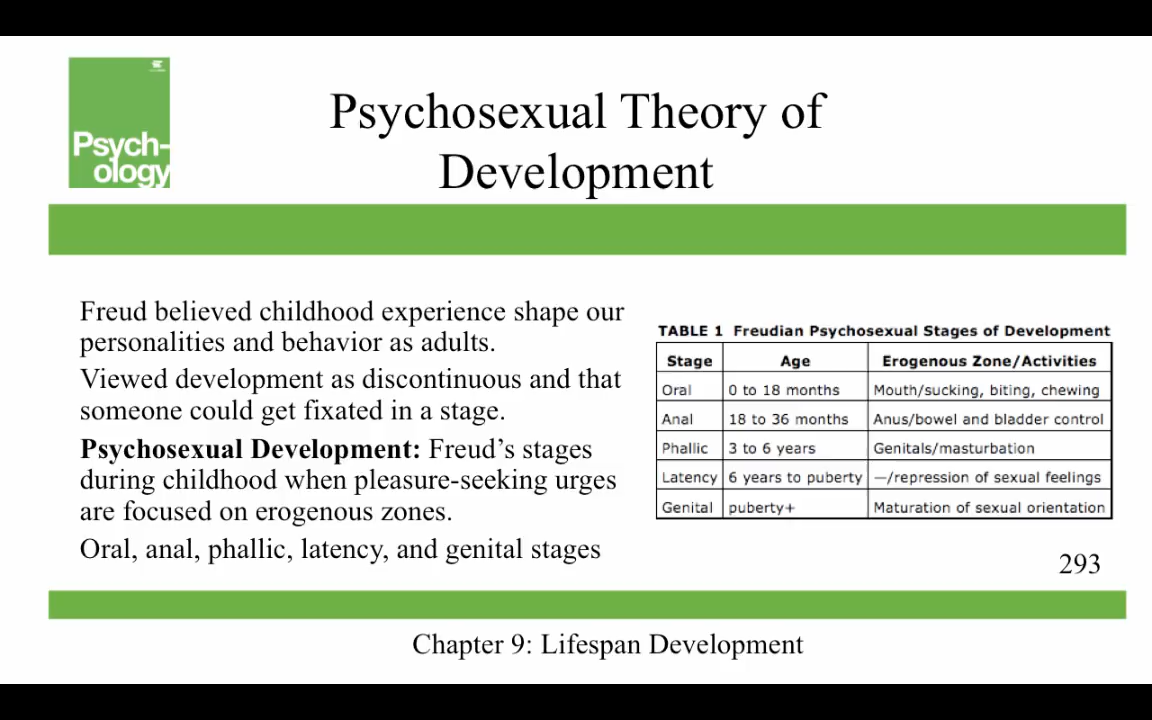 Psych-
ology
Psychosexual Theory of
Development
Freud believed childhood experience shape our
personalities and behavior as adults.
Viewed development as discontinuous and that
someone could get fixated in a stage.
Psychosexual Development: Freud's stages
during childhood when pleasure-seeking urges
are focused on erogenous zones.
Oral, anal, phallic, latency, and genital stages
TABLE 1 Freudian Psychosexual Stages of Development
Stage Age Erogenous Zone/Activities
Oral 0 to 18 months Mouth/sucking, biting, chewing
Anal 18 to 36 months Anus/bowel and bladder control
Phallic 3 to 6 years Genitals/masturbation
Latency 6 years to puberty —/repression of sexual feelings
Genital puberty+ Maturation of sexual orientation
293
Chapter 9: Lifespan Development